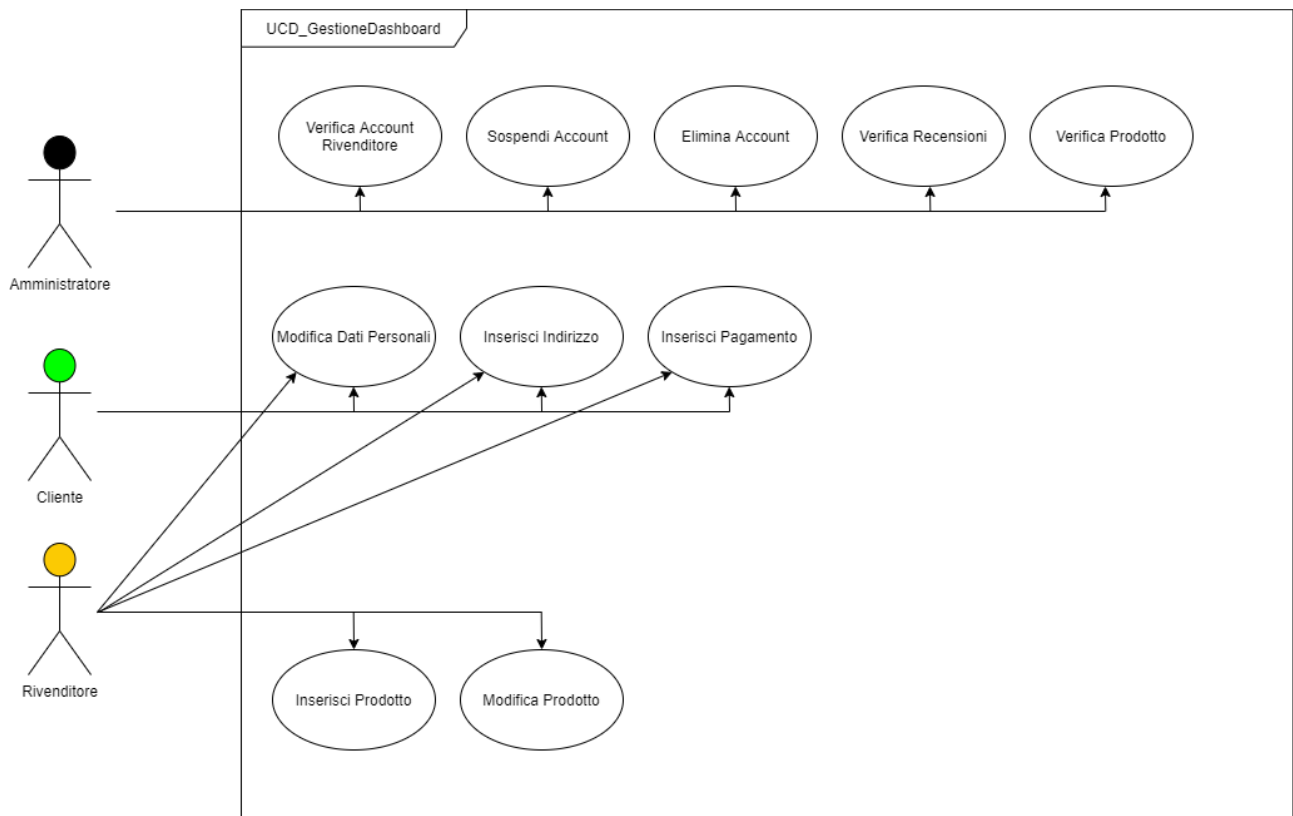 UCD_GestioneDashboard
Verifica Account
Rivenditore
Sospendi Account
Elimina Account
Verifica Recensioni
Verifica Prodotto
Amministratore
Modifica Dati Personali
Inserisci Indirizzo
Inserisci Pagamento
Cliente
Rivenditore
Inserisci Prodotto
Modifica Prodotto